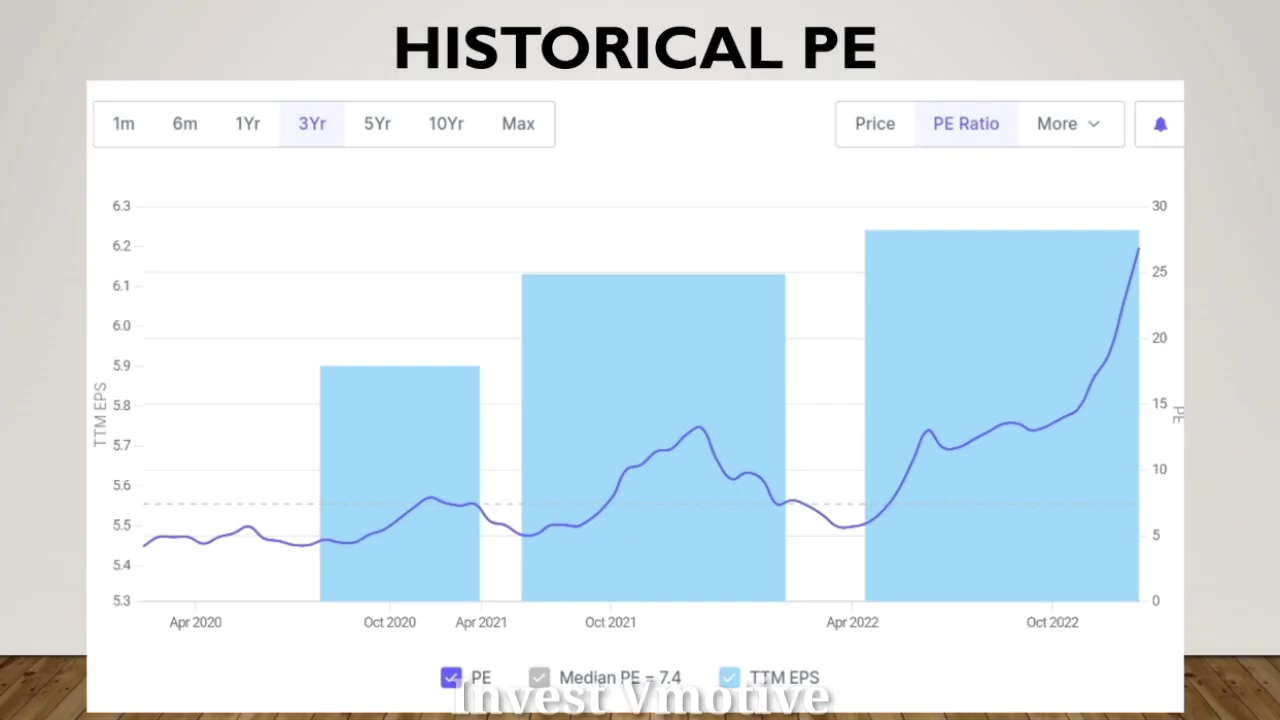 HISTORICAL PE
1m 6m 1Yr 3Yr 5Yr 10Yr Max
Price PE Ratio More
6.3 30
6.2
6.1 25
6.0 20
5.9
5.8 15
TTM EPS PE
5.7
5.6 10
5.5 5
5.4
5.3 0
Apr 2020 Oct 2020 Apr 2021 Oct 2021 Apr 2022 Oct 2022
PE Median PE = 7.4 TTM EPS
Invest Vmotive